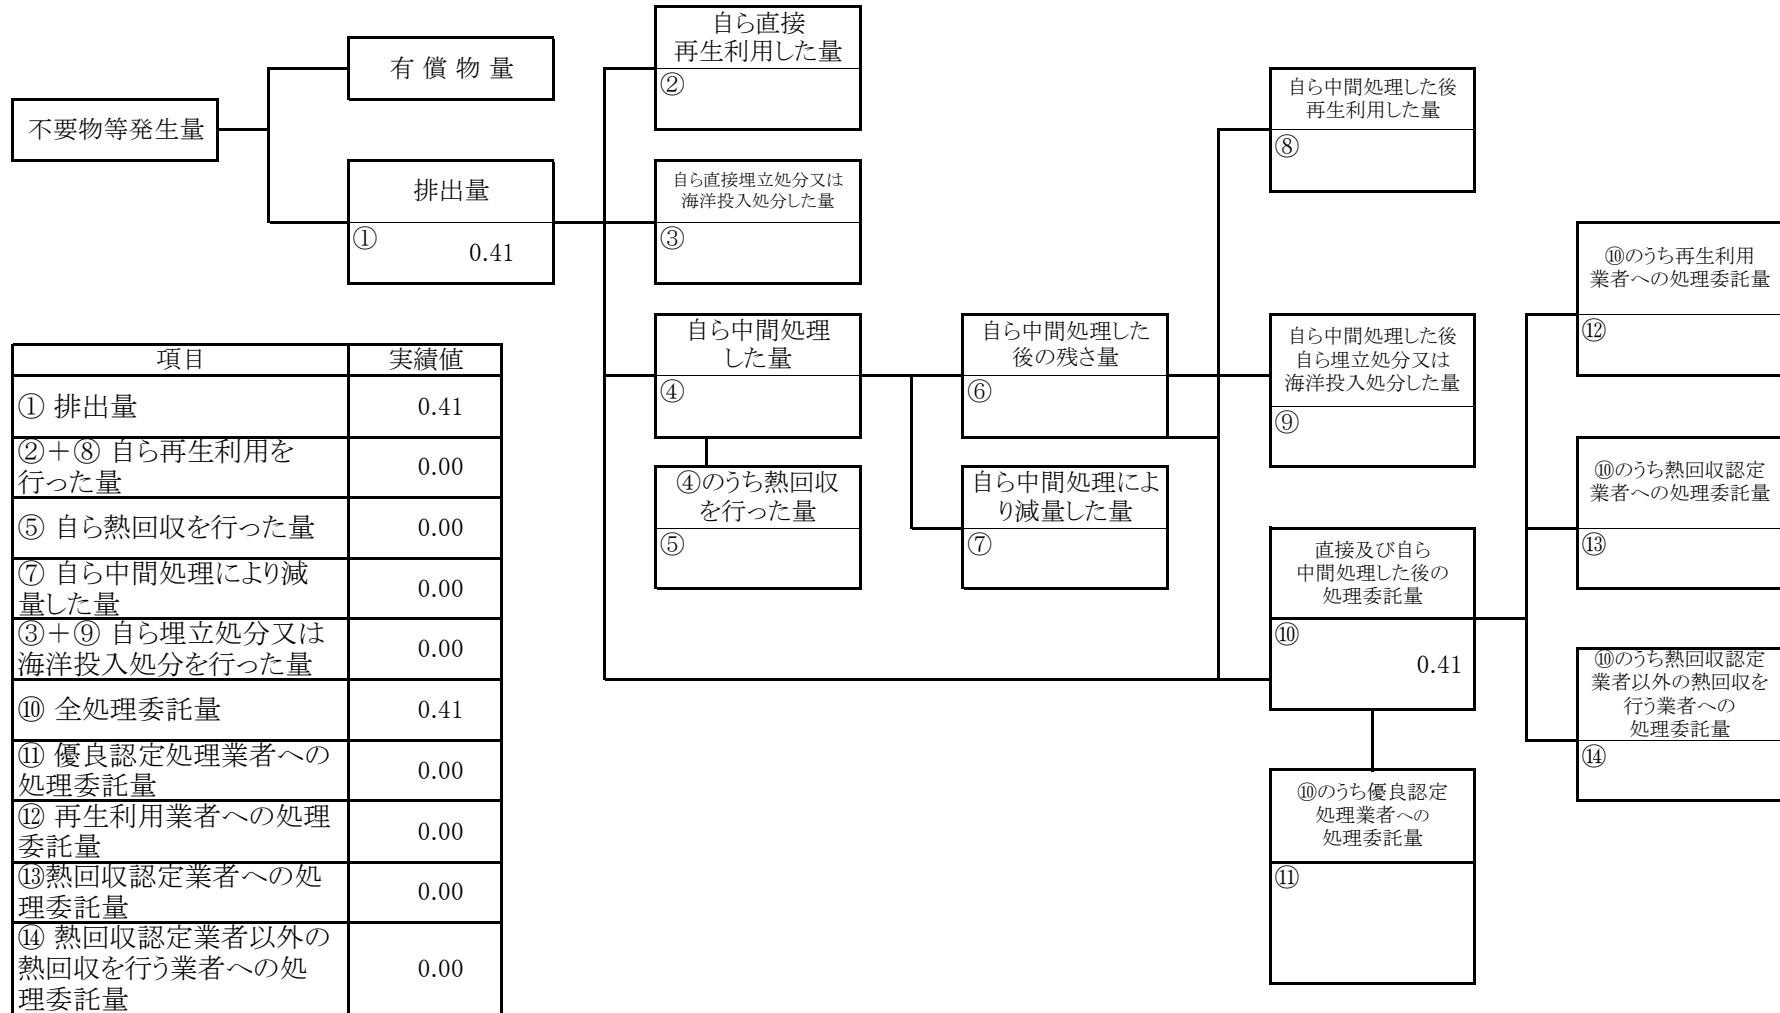 自ら直接
再生利用した量
②
有 償 物 量
不要物等発生量
排出量
①
0.41
自ら直接埋立処分又は
海洋投入処分した量
③
自ら中間処理した後
再生利用した量
⑧
⑩のうち再生利用
業者への処理委託量
⑫
自ら中間処理
した量
④
自ら中間処理した
後の残さ量
⑥
自ら中間処理した後
自ら埋立処分又は
海洋投入処分した量
⑨
④のうち熱回収
を行った量
⑤
自ら中間処理によ
り減量した量
⑦
⑩のうち熱回収認定
業者への処理委託量
⑬
直接及び自ら
中間処理した後の
処理委託量
⑩
0.41
⑩のうち熱回収認定
業者以外の熱回収を
行う業者への
処理委託量
⑭
⑩のうち優良認定
処理業者への
処理委託量
⑪
項目 実績値
① 排出量 0.41
②+⑧ 自ら再生利用を
行った量 0.00
⑤ 自ら熱回収を行った量 0.00
⑦ 自ら中間処理により減
量した量 0.00
③+⑨ 自ら埋立処分又は
海洋投入処分を行った量 0.00
⑩ 全処理委託量 0.41
⑪ 優良認定処理業者への
処理委託量 0.00
⑫ 再生利用業者への処理
委託量 0.00
⑬熱回収認定業者への処
理委託量 0.00
⑭ 熱回収認定業者以外の
熱回収を行う業者への処
理委託量 0.00